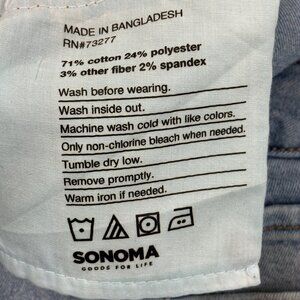 MADE IN BANGLADESH
RN#73277
71% cotton 24% polyester
3% other fiber 2% spandex
Wash before wearing.
Wash inside out.
Machine wash cold with like colors.
Only non-chlorine bleach when needed.
Tumble dry low.
Remove promptly.
Warm iron if needed.
SONOMA
GOODS FOR LIFE